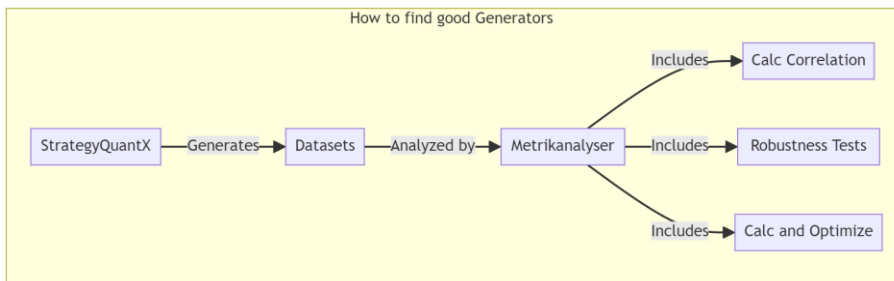 How to find good Generators
Includes
Calc Correlation
StrategyQuantX
Generates
Datasets
Analyzed by
Metrikanalyser
Includes
Robustness Tests
Includes
Calc and Optimize